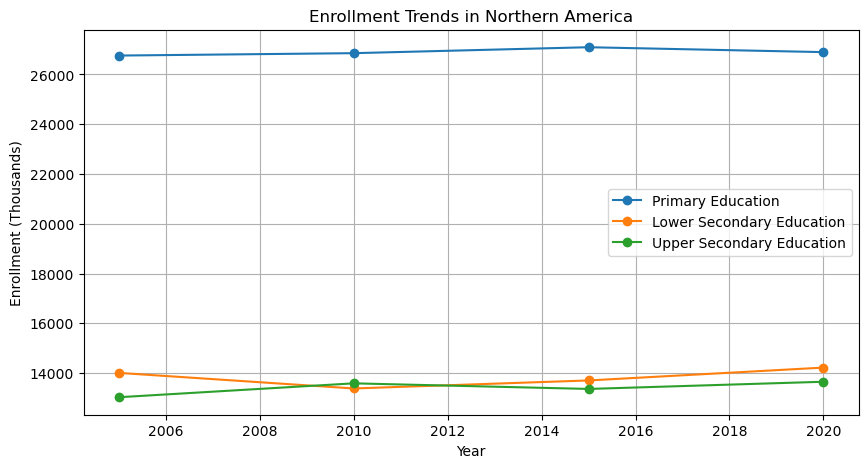 Enrollment Trends in Northern America
Enrollment (Thousands)
26000
24000
22000
20000
18000
16000
14000
Primary Education
Lower Secondary Education
Upper Secondary Education
2006 2008 2010 2012 2014 2016 2018 2020
Year